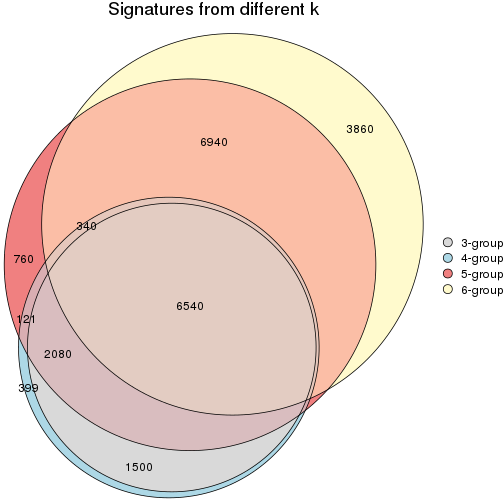 Signatures from different k
3860
6940
340
760
6540
121
2080
399
1500
3-group
4-group
5-group
6-group